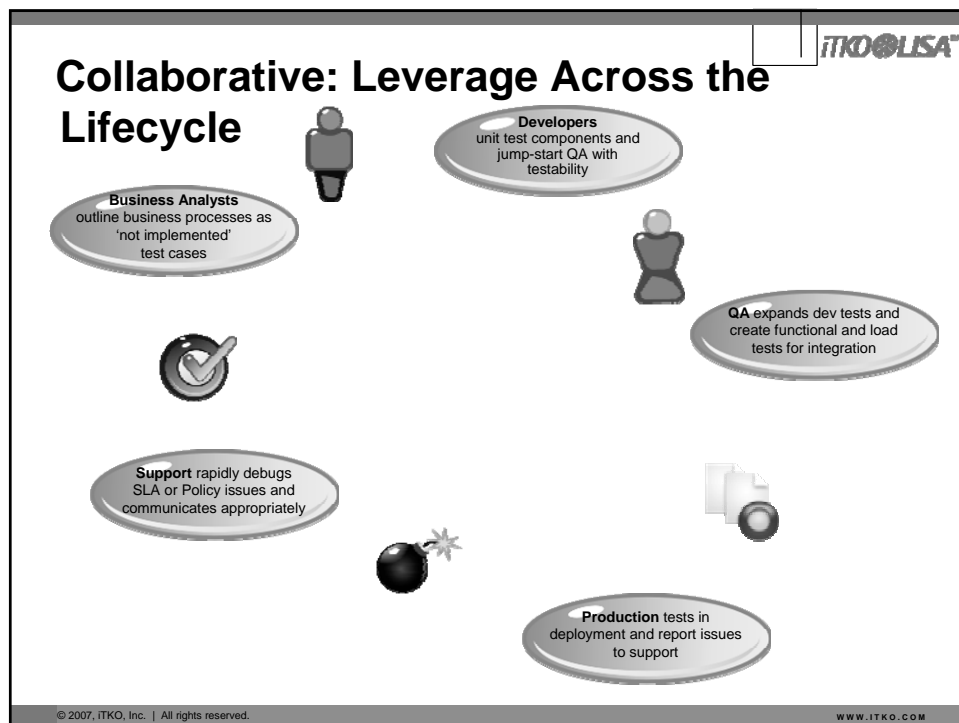 iTKO LISA™
Collaborative: Leverage Across the
Lifecycle
Developers
unit test components and
jump-start QA with
testability
Business Analysts
outline business processes as
‘not implemented’
test cases
QA expands dev tests and
create functional and load
tests for integration
Support rapidly debugs
SLA or Policy issues and
communicates appropriately
Production tests in
deployment and report issues
to support
© 2007, iTKO, Inc. | All rights reserved.
WWW.ITKO.COM